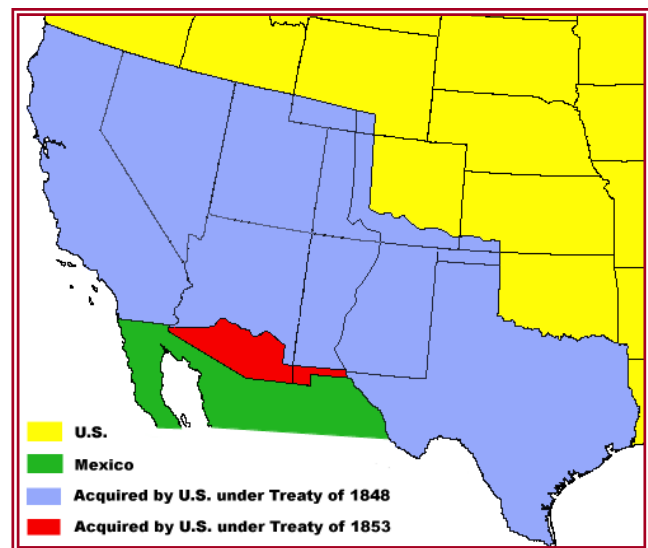 U.S.
Mexico
Acquired by U.S. under Treaty of 1848
Acquired by U.S. under Treaty of 1853